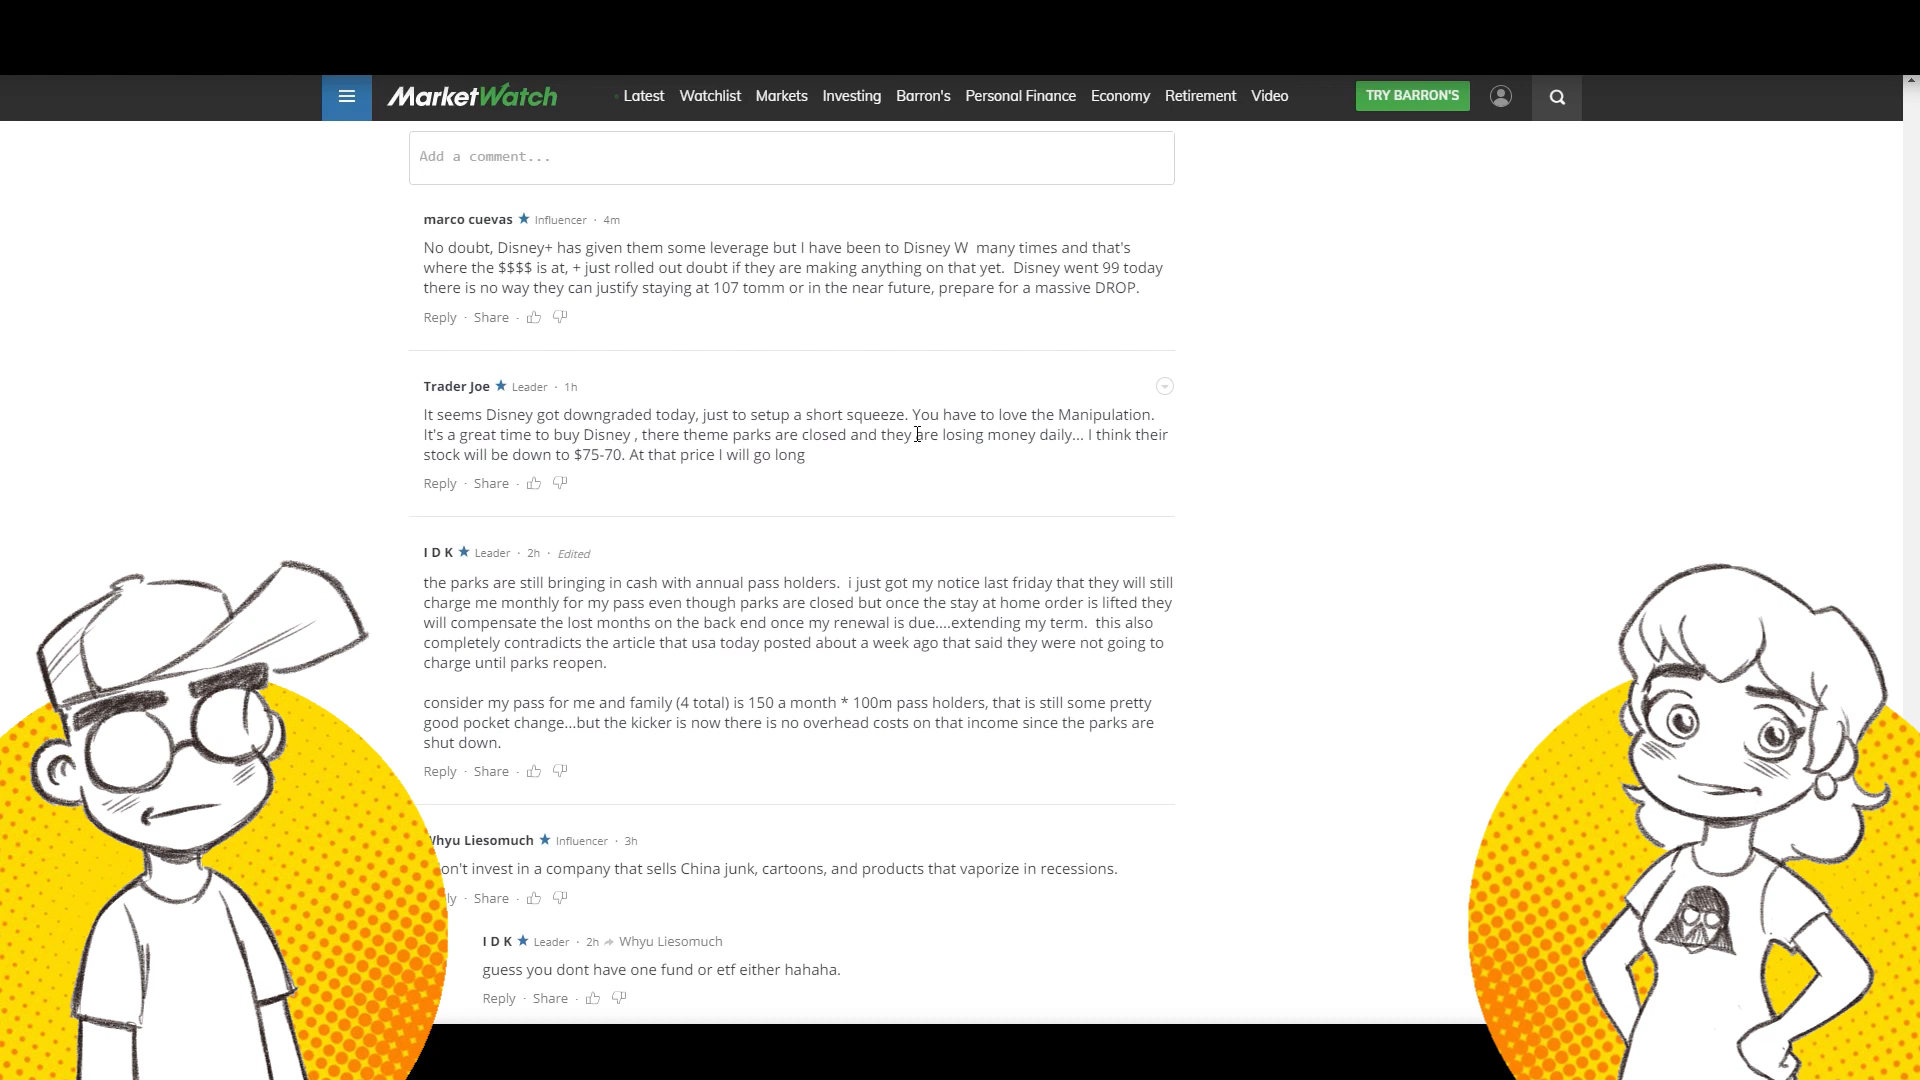 MarketWatch Latest Watchlist Markets Investing Barron's Personal Finance Economy Retirement Video TRY BARRON'S
Add a comment...
marco cuevas Influencer · 4m
No doubt, Disney+ has given them some leverage but I have been to Disney W many times and that's
where the $$$$ is at, + just rolled out doubt if they are making anything on that yet. Disney went 99 today
there is no way they can justify staying at 107 tomm or in the near future, prepare for a massive DROP.
Reply · Share ·
Trader Joe Leader · 1h
It seems Disney got downgraded today, just to setup a short squeeze. You have to love the Manipulation.
It's a great time to buy Disney , there theme parks are closed and they are losing money daily... I think their
stock will be down to $75-70. At that price I will go long
Reply · Share ·
I D K Leader · 2h · Edited
the parks are still bringing in cash with annual pass holders. i just got my notice last friday that they will still
charge me monthly for my pass even though parks are closed but once the stay at home order is lifted they
will compensate the lost months on the back end once my renewal is due....extending my term. this also
completely contradicts the article that usa today posted about a week ago that said they were not going to
charge until parks reopen.
consider my pass for me and family (4 total) is 150 a month * 100m pass holders, that is still some pretty
good pocket change...but the kicker is now there is no overhead costs on that income since the parks are
shut down.
Reply · Share ·
Whyu Liesomuch Influencer · 3h
on't invest in a company that sells China junk, cartoons, and products that vaporize in recessions.
ly · Share ·
I D K Leader · 2h Whyu Liesomuch
guess you dont have one fund or etf either hahaha.
Reply · Share ·